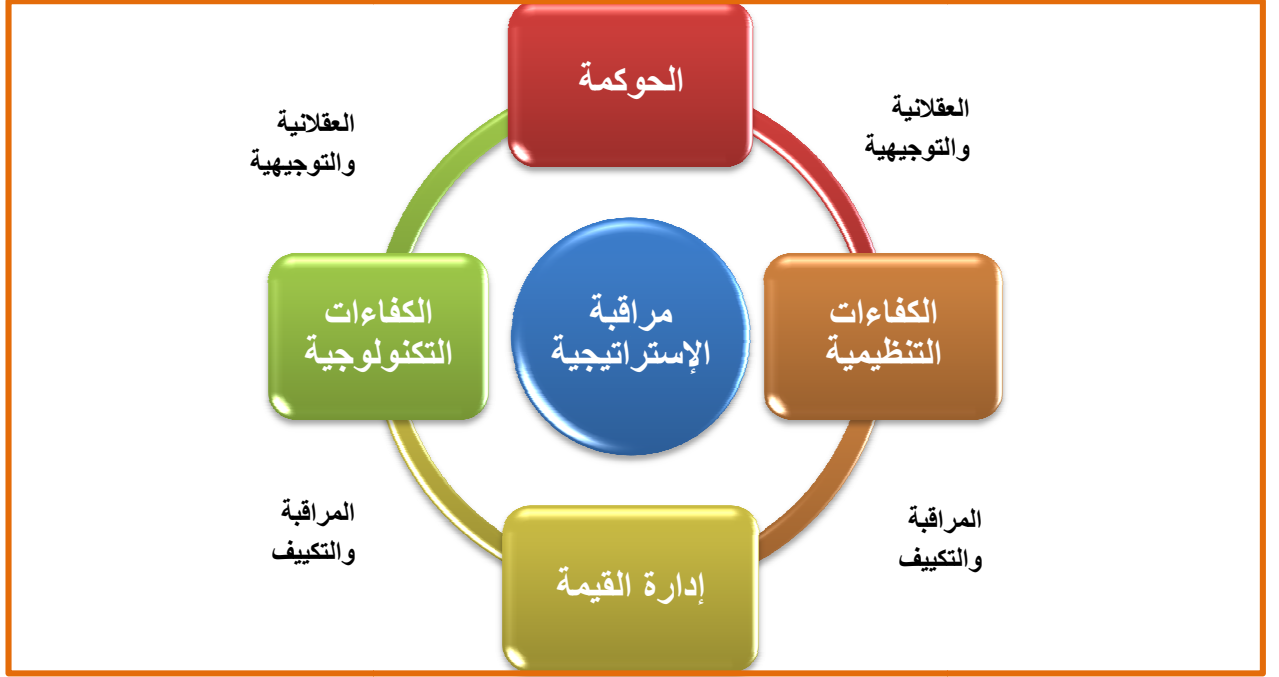 الحوكمة
العقلانية
والتوجيهية
العقلانية
والتوجيهية
الكفاءات
التنظيمية
مراقبة
الإستراتيجية
الكفاءات
التكنولوجية
المراقبة
والتكييف
المراقبة
والتكييف
إدارة القيمة